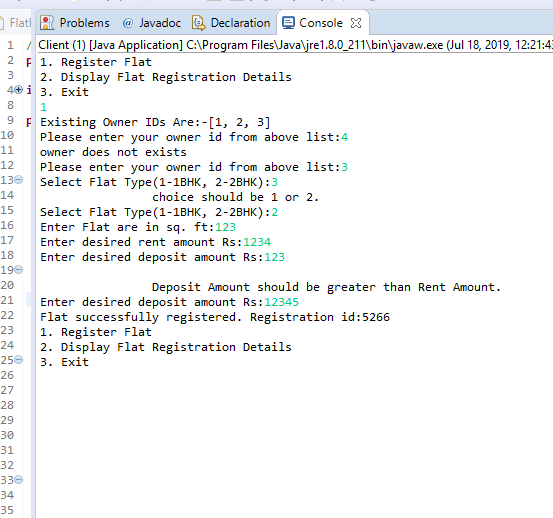 Flatl
Problems @ Javadoc Declaration Console
Client (1) [Java Application] C:\Program Files\Java\jre1.8.0_211\bin\javaw.exe (Jul 18, 2019, 12:21:43
1 /
2 p
3
4 i
8
9 p
10
11
12
13
14
15
16
17
18
19
20
21
22
23
24
25
26
27
28
29
30
31
32
33
34
35
1. Register Flat
2. Display Flat Registration Details
3. Exit
1
Existing Owner IDs Are:-[1, 2, 3]
Please enter your owner id from above list:4
owner does not exists
Please enter your owner id from above list:3
Select Flat Type(1-1BHK, 2-2BHK):3
choice should be 1 or 2.
Select Flat Type(1-1BHK, 2-2BHK):2
Enter Flat are in sq. ft:123
Enter desired rent amount Rs:1234
Enter desired deposit amount Rs:123
Deposit Amount should be greater than Rent Amount.
Enter desired deposit amount Rs:12345
Flat successfully registered. Registration id:5266
1. Register Flat
2. Display Flat Registration Details
3. Exit